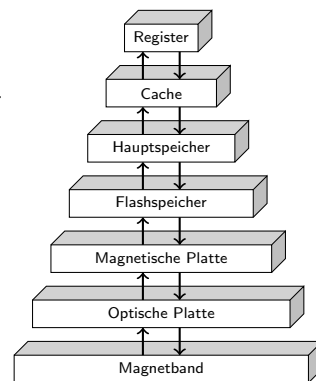 Register
Cache
Hauptspeicher
Flashspeicher
Magnetische Platte
Optische Platte
Magnetband